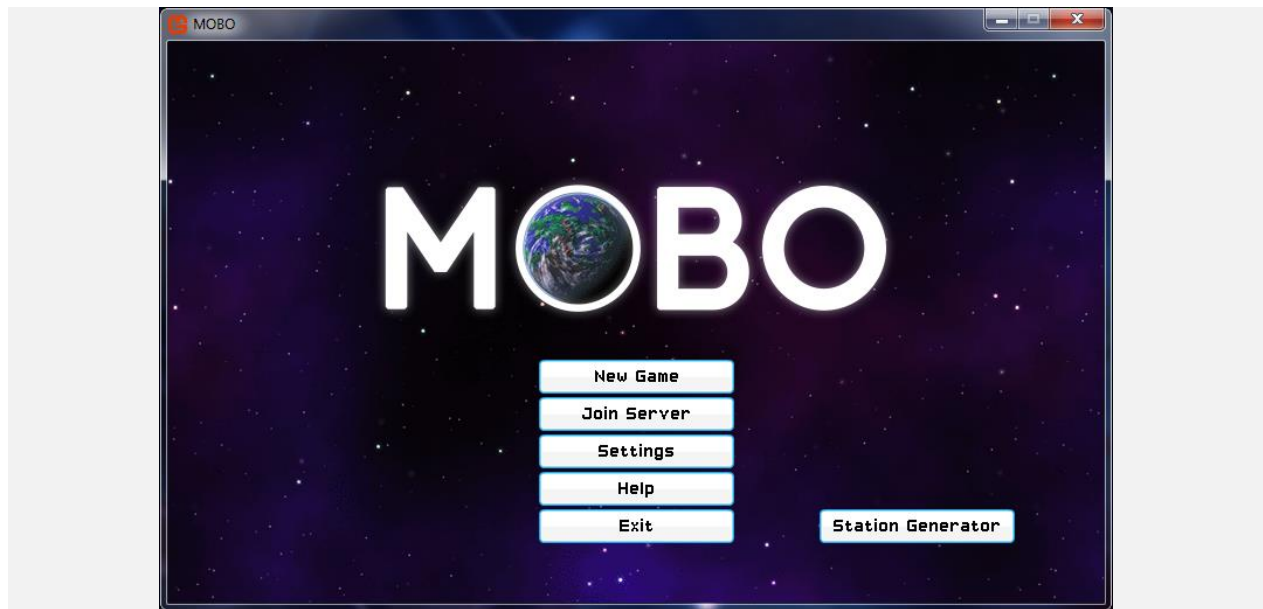 MOBO
MOBO
New Game
Join Server
Settings
Help
Exit
Station Generator